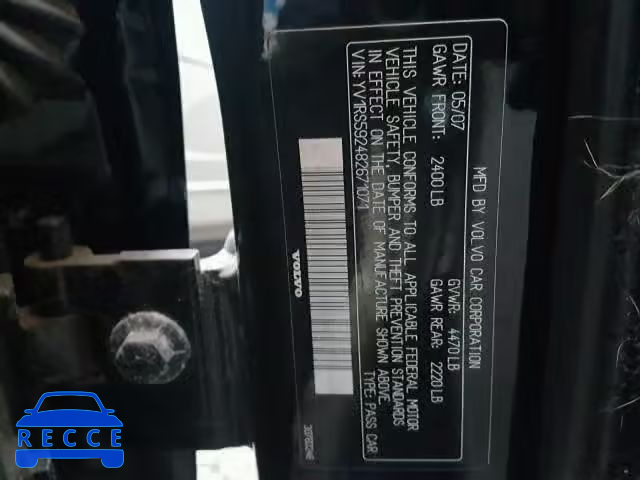 MFD BY VOLVO CAR CORPORATION
DATE: 05/07 GVWR: 4470 LB
GAWR FRONT: 2400 LB GAWR REAR: 2220 LB
THIS VEHICLE CONFORMS TO ALL APPLICABLE FEDERAL MOTOR
VEHICLE SAFETY, BUMPER AND THEFT PREVENTION STANDARDS
IN EFFECT ON THE DATE OF MANUFACTURE SHOWN ABOVE.
VIN: YV1RS592482671071 TYPE: PASS CAR
VOLVO
RECCE